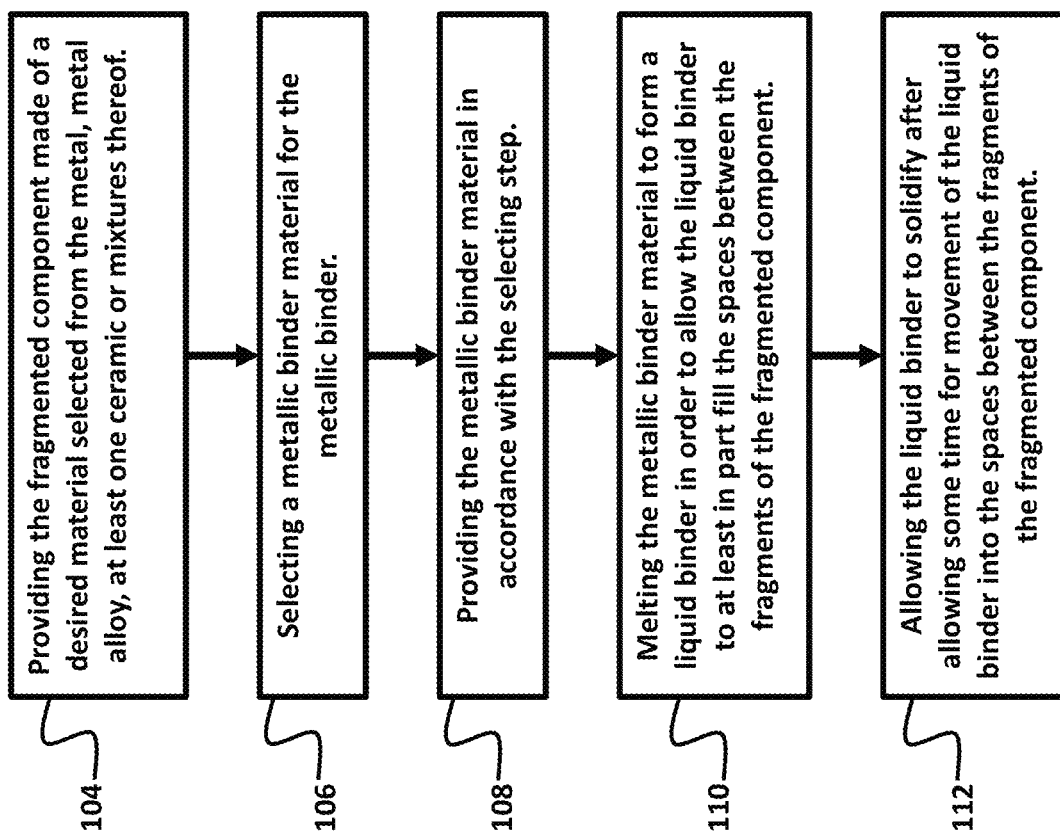 104
Providing the fragmented component made of a
desired material selected from the metal, metal
alloy, at least one ceramic or mixtures thereof.
106
Selecting a metallic binder material for the
metallic binder.
108
Providing the metallic binder material in
accordance with the selecting step.
110
Melting the metallic binder material to form a
liquid binder in order to allow the liquid binder
to at least in part fill the spaces between the
fragments of the fragmented component.
112
Allowing the liquid binder to solidify after
allowing some time for movement of the liquid
binder into the spaces between the fragments of
the fragmented component.